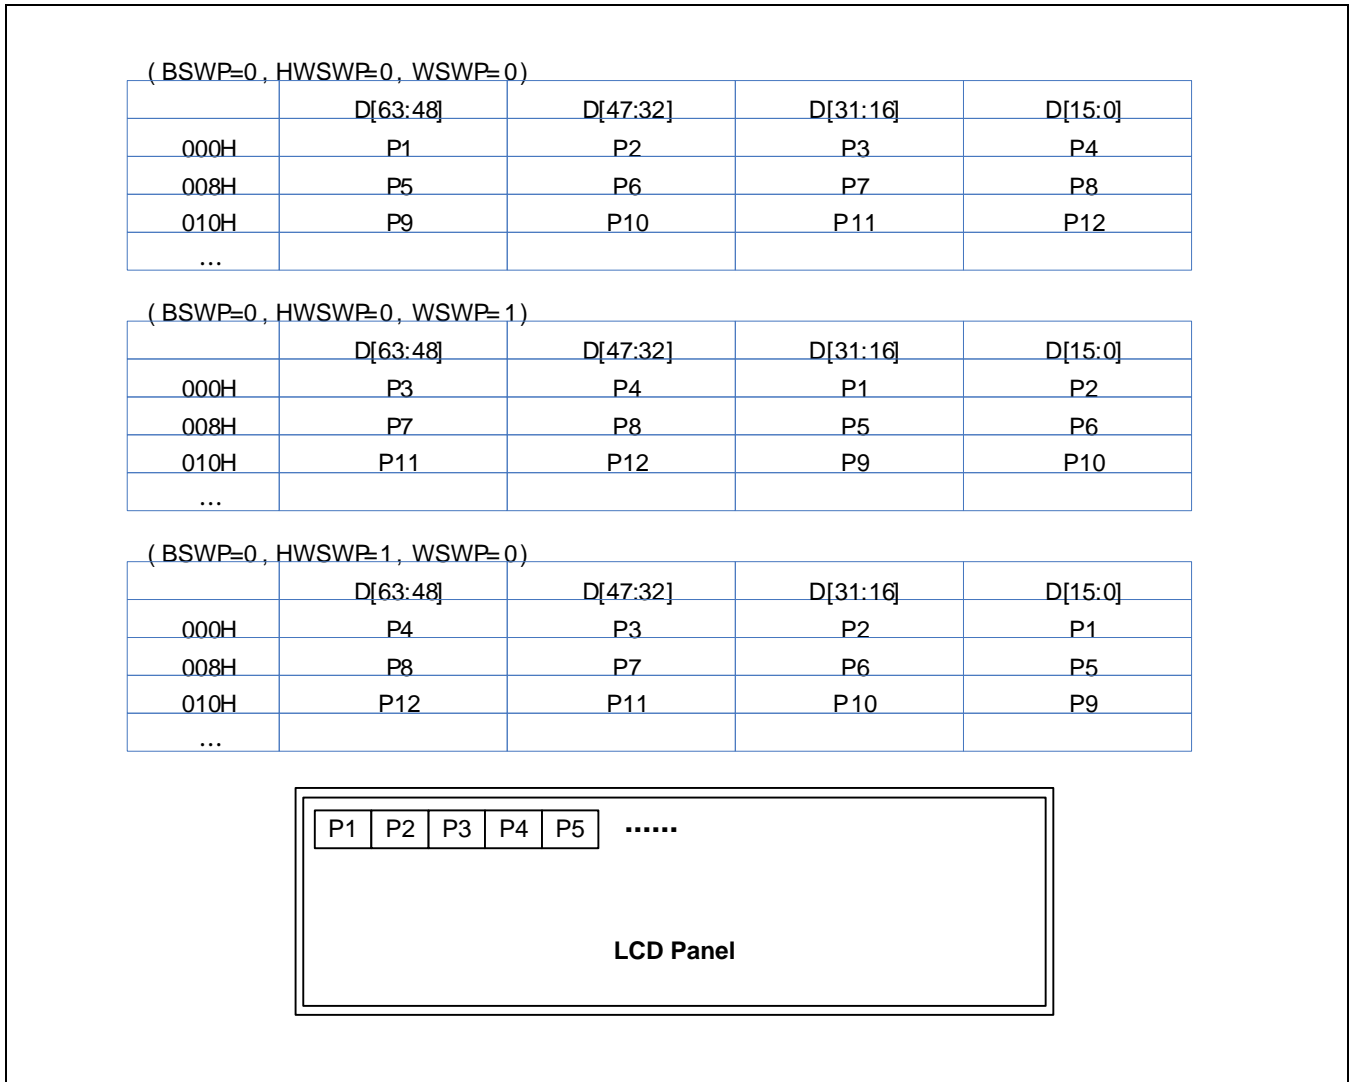 (BSWP=0, HWSWP=0, WSWP=0)
D[63:48] D[47:32] D[31:16] D[15:0]
000H P1 P2 P3 P4
008H P5 P6 P7 P8
010H P9 P10 P11 P12
...
(BSWP=0, HWSWP=0, WSWP=1)
D[63:48] D[47:32] D[31:16] D[15:0]
000H P3 P4 P1 P2
008H P7 P8 P5 P6
010H P11 P12 P9 P10
...
(BSWP=0, HWSWP=1, WSWP=0)
D[63:48] D[47:32] D[31:16] D[15:0]
000H P4 P3 P2 P1
008H P8 P7 P6 P5
010H P12 P11 P10 P9
...
P1 P2 P3 P4 P5 ......
LCD Panel